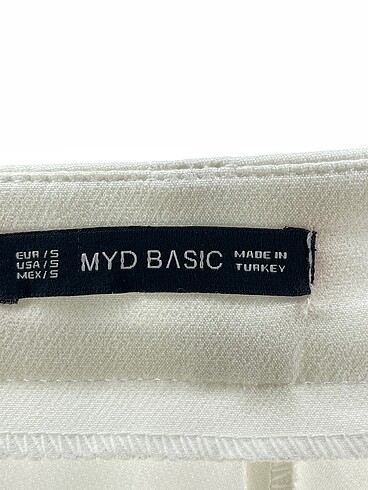 EUR/S
USA/S
MEX/S
MYD BASIC
MADE IN
TURKEY